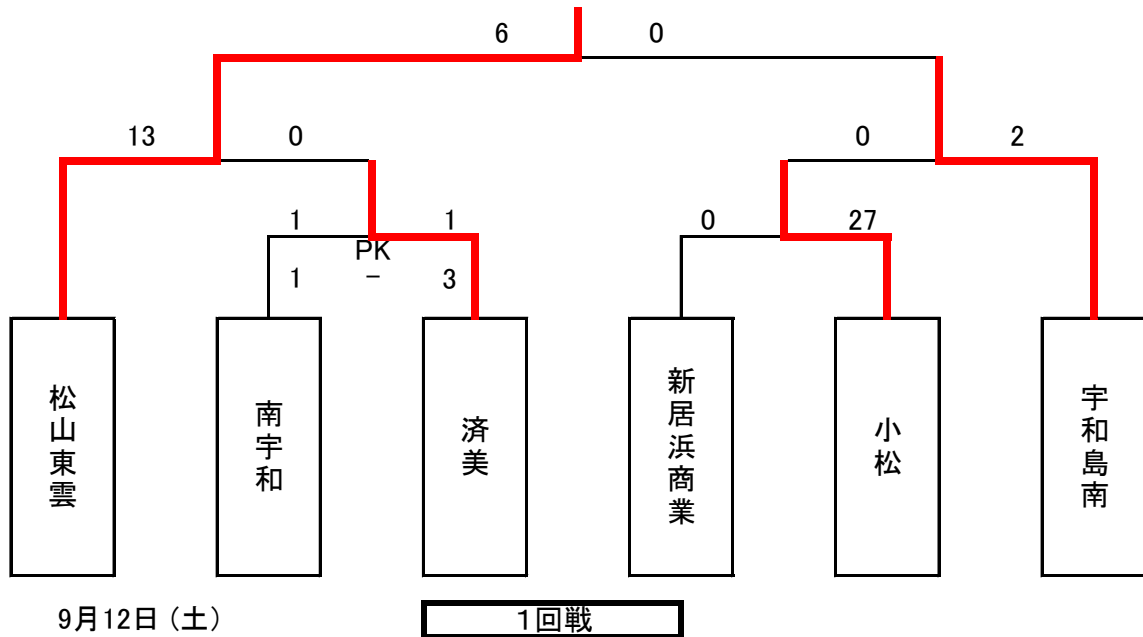 6 0
13 0 0 2
1 1 0 27
PK
1 − 3
松山東雲
南宇和
済美
新居浜商業
小松
宇和島南
9月12日（土） 1回戦